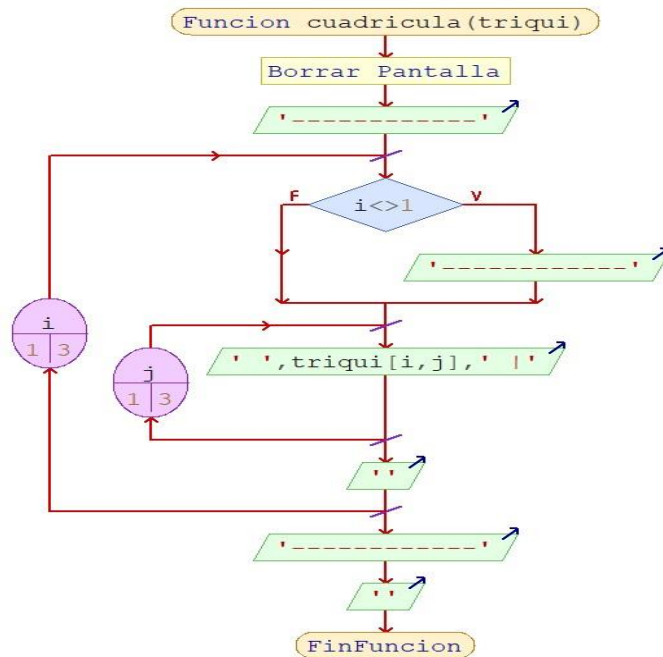 Funcion cuadricula(triqui)
Borrar Pantalla
'------------'
F
V
i<>1
'------------'
i
1 3
j
1 3
' ',triqui[i,j],' |'
''
'------------'
''
FinFuncion